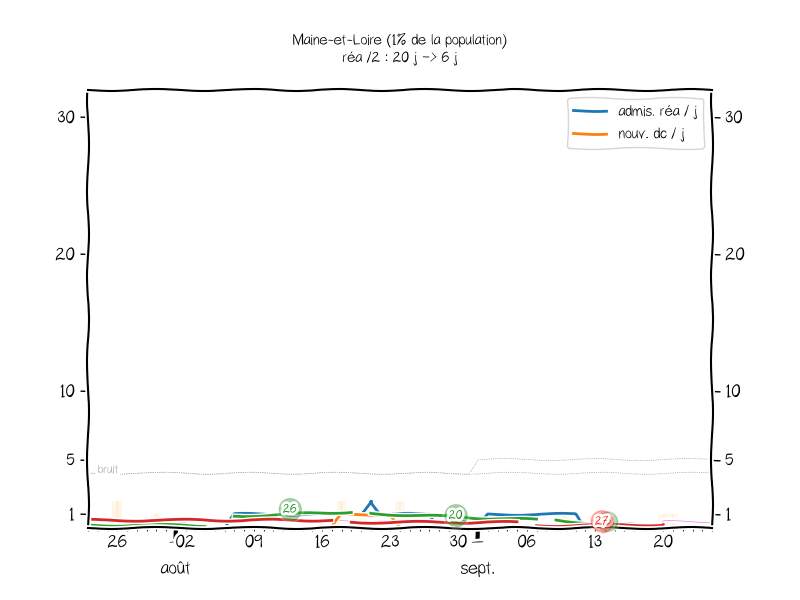 Maine-et-Loire (1% de la population)
réa /2 : 20 j -> 6 j
admis. réa / j
nouv. dc / j
30
30
20
20
10
10
5
5
bruit
1
1
26
20
27
26 02 09 16 23 30 06 13 20
août sept.